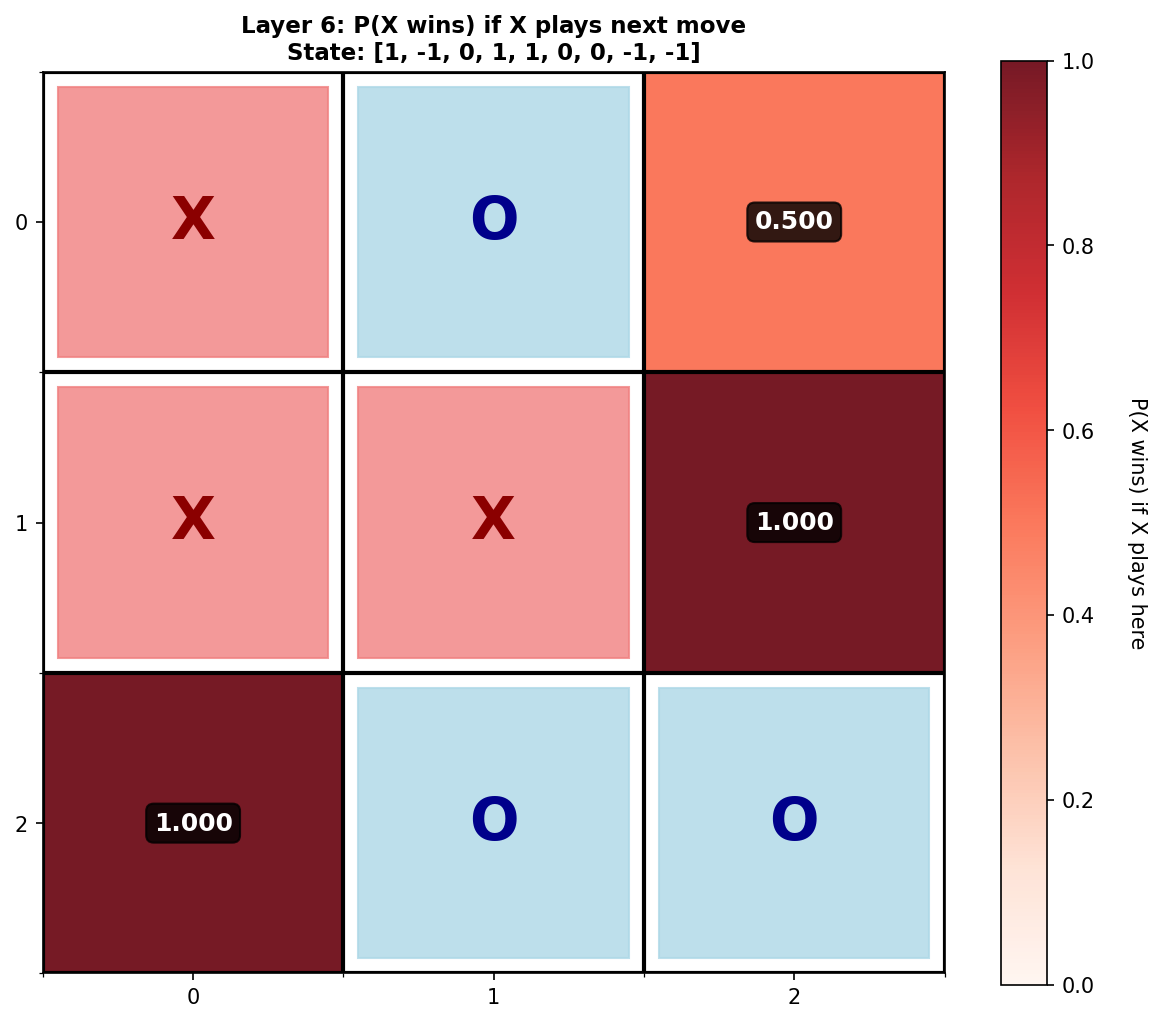 Layer 6: P(X wins) if X plays next move
State: [1, -1, 0, 1, 1, 0, 0, -1, -1]
0
X
O
0.500
1
X
X
1.000
2
1.000
O
O
0
1
2
1.0
0.8
0.6
0.4
0.2
0.0
P(X wins) if X plays here